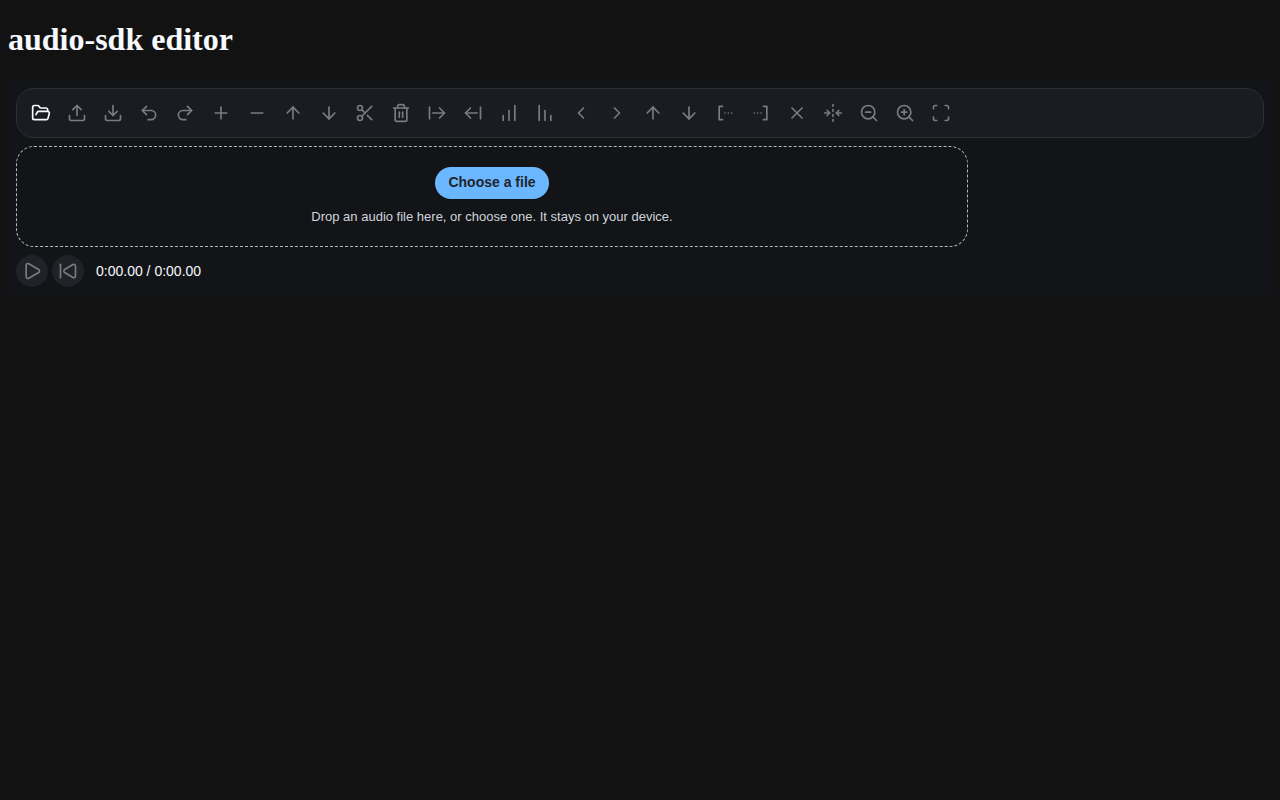 audio-sdk editor
Choose a file
Drop an audio file here, or choose one. It stays on your device.
0:00.00 / 0:00.00